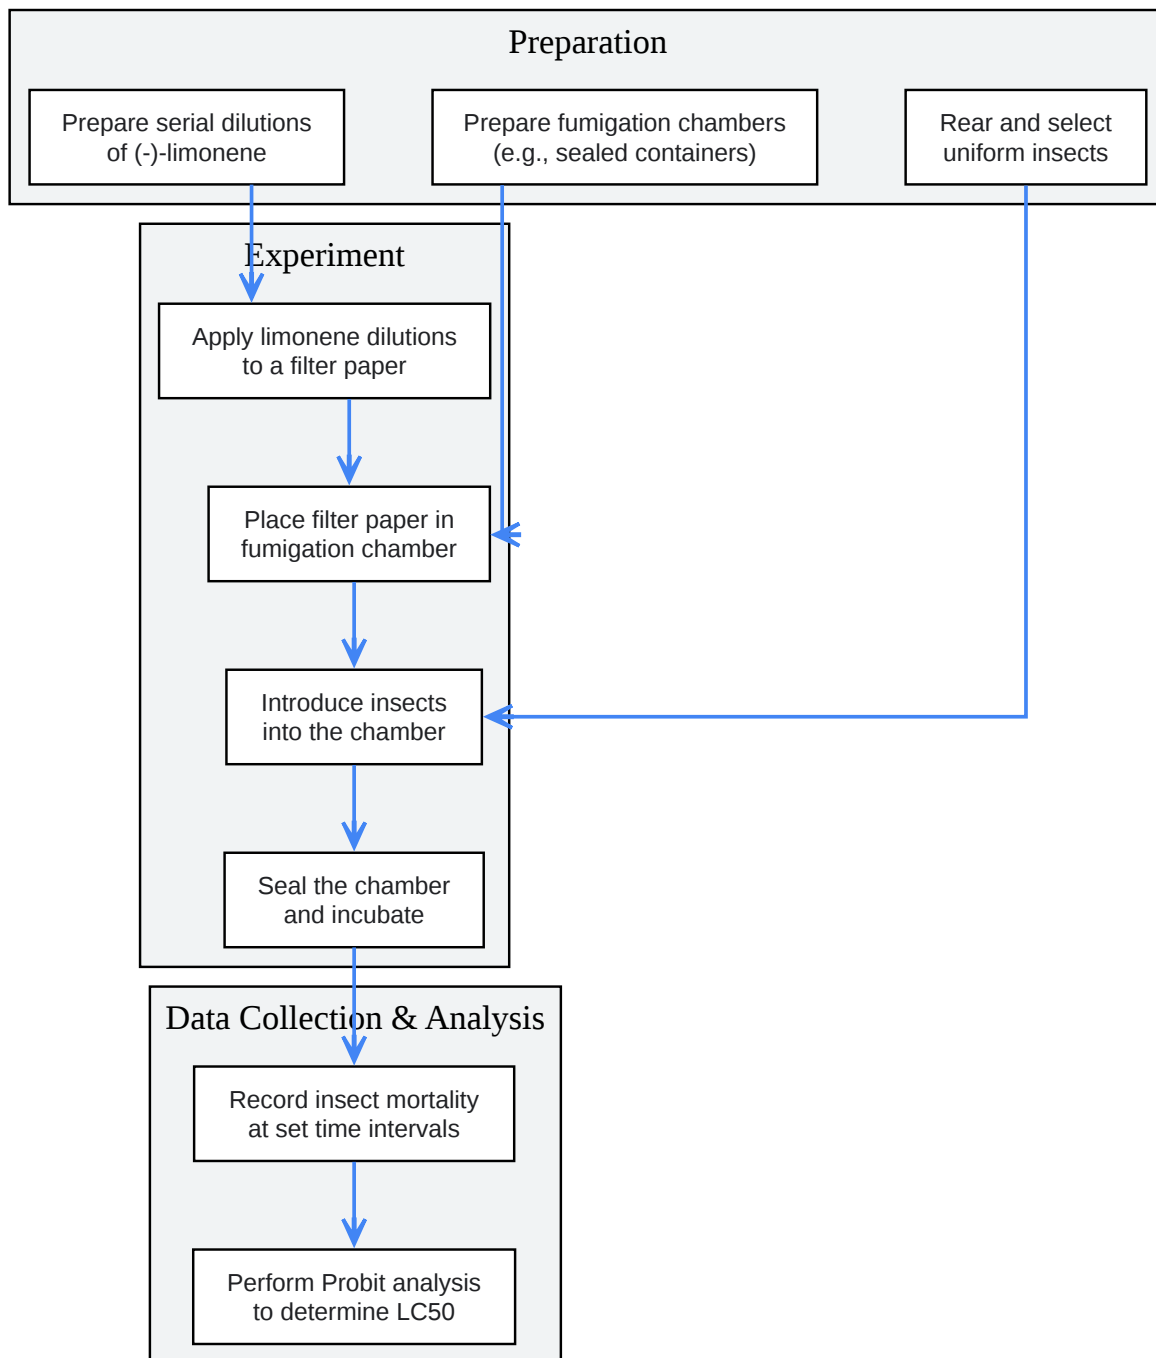 Preparation
Prepare serial dilutions
of (-)-limonene
Prepare fumigation chambers
(e.g., sealed containers)
Rear and select
uniform insects
Experiment
Apply limonene dilutions
to a filter paper
Place filter paper in
fumigation chamber
Introduce insects
into the chamber
Seal the chamber
and incubate
Data Collection & Analysis
Record insect mortality
at set time intervals
Perform Probit analysis
to determine LC50